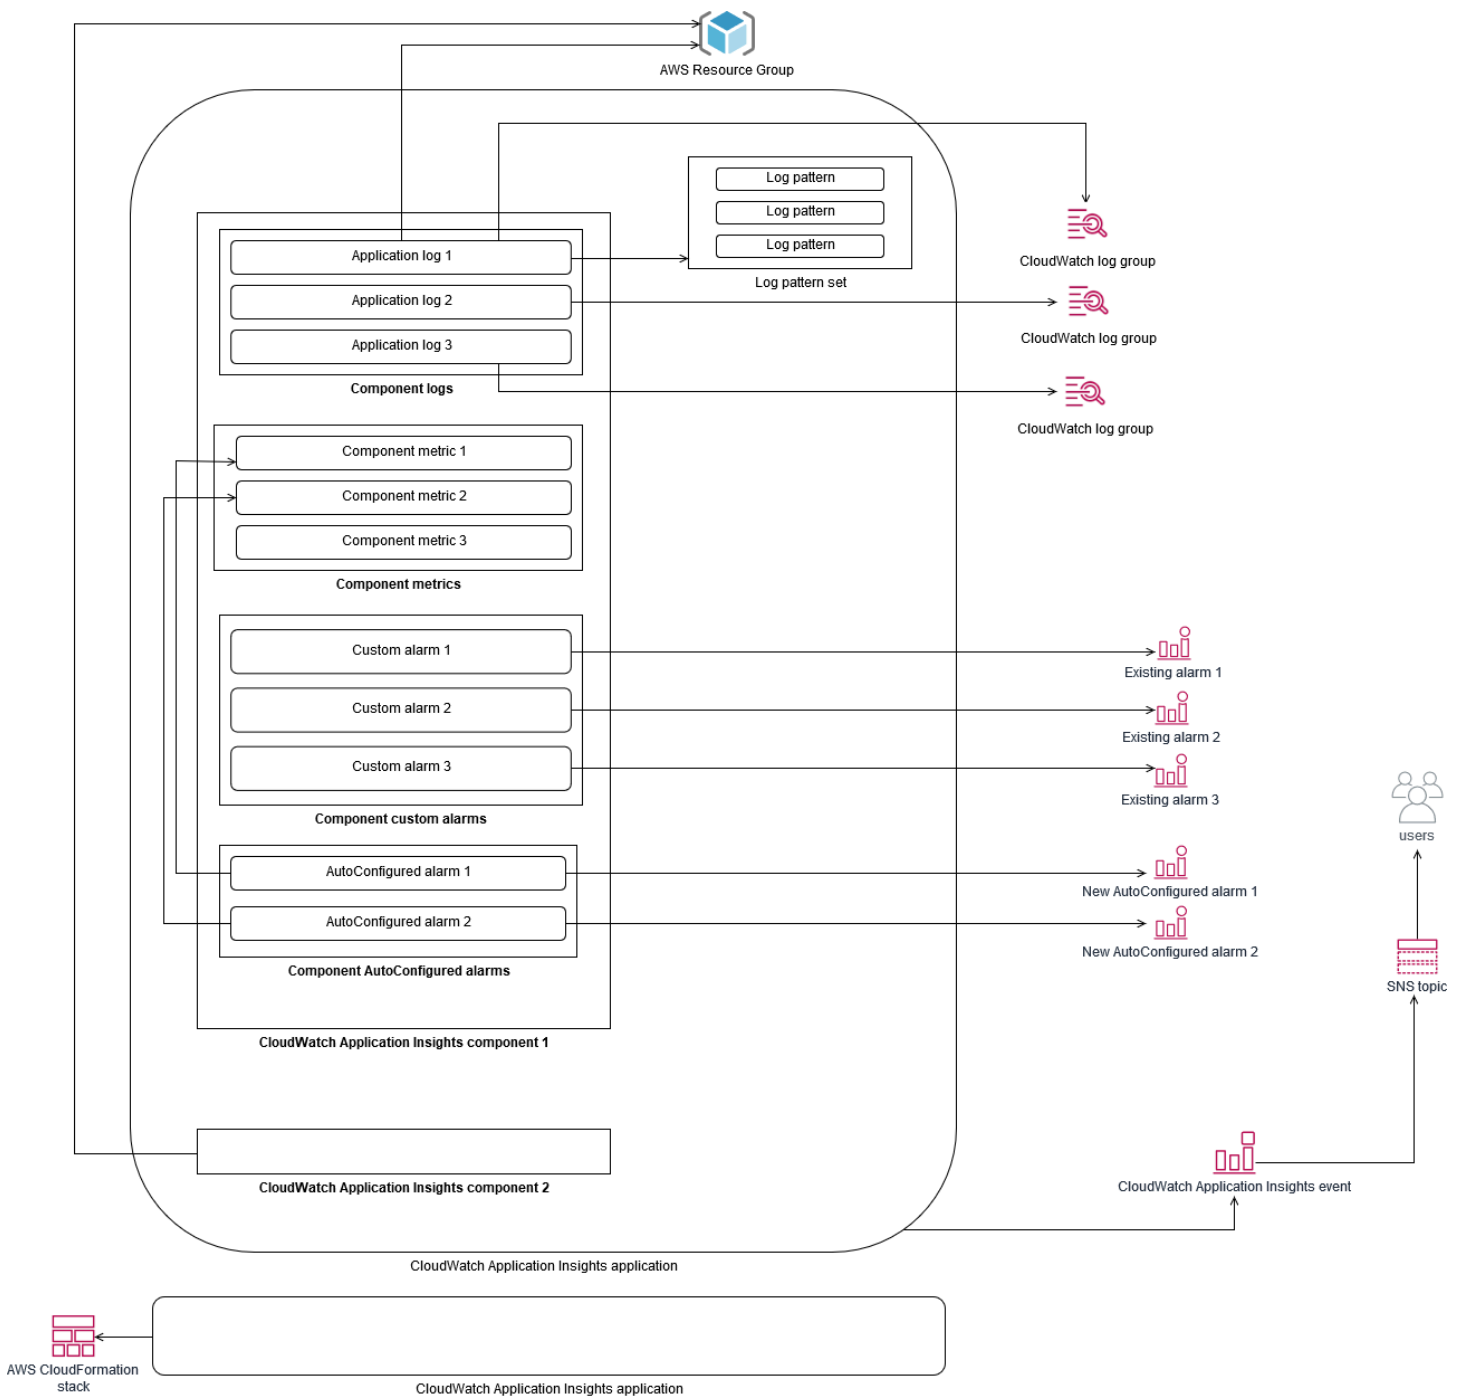 AWS Resource Group
Log pattern
Log pattern
Log pattern
Log pattern set
CloudWatch log group
Application log 1
Application log 2
CloudWatch log group
Application log 3
Component logs
CloudWatch log group
Component metric 1
Component metric 2
Component metric 3
Component metrics
Custom alarm 1
Existing alarm 1
Custom alarm 2
Existing alarm 2
Custom alarm 3
Existing alarm 3
Component custom alarms
users
AutoConfigured alarm 1
New AutoConfigured alarm 1
AutoConfigured alarm 2
New AutoConfigured alarm 2
Component AutoConfigured alarms
SNS topic
CloudWatch Application Insights component 1
CloudWatch Application Insights component 2
CloudWatch Application Insights event
CloudWatch Application Insights application
AWS CloudFormation
stack
CloudWatch Application Insights application